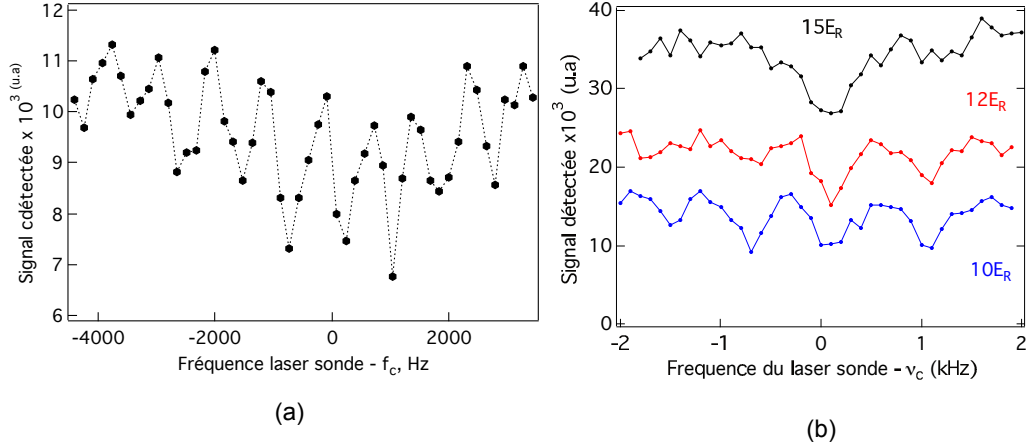 Signal cdétectée x 10³ (u.a)
12
11
10
9
8
7
6
-4000
-2000
0
2000
Fréquence laser sonde - f_c, Hz
(a)
Signal détectée x10³ (u.a)
40
30
20
10
0
15E_R
12E_R
10E_R
-2
-1
0
1
2
Frequence du laser sonde - ν_c (kHz)
(b)